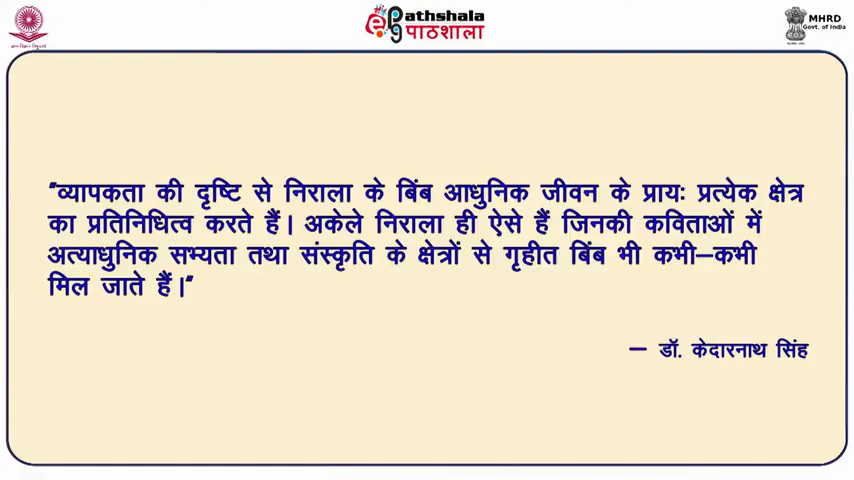 Pathshala
पाठशाला
MHRD
Govt. of India
"व्यापकता की दृष्टि से निराला के बिंब आधुनिक जीवन के प्रायः प्रत्येक क्षेत्र
का प्रतिनिधित्व करते हैं। अकेले निराला ही ऐसे हैं जिनकी कविताओं में
अत्याधुनिक सभ्यता तथा संस्कृति के क्षेत्रों से गृहीत बिंब भी कभी–कभी
मिल जाते हैं।"
– डॉ. केदारनाथ सिंह